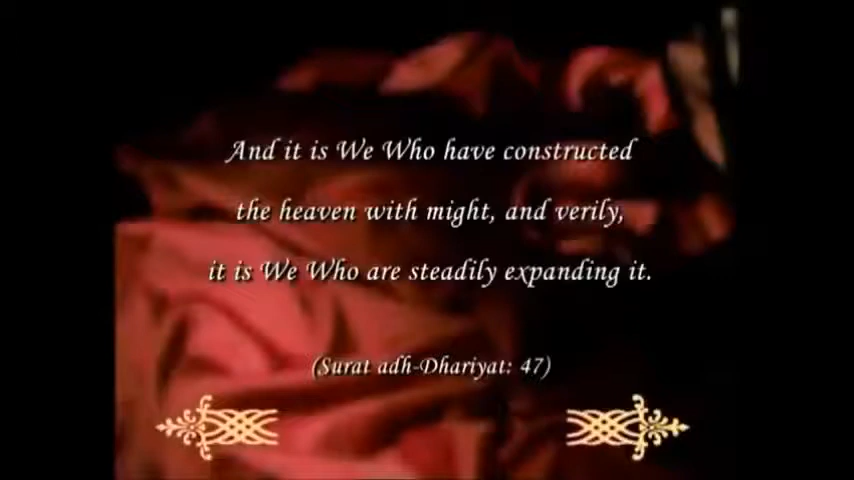 And it is We Who have constructed
the heaven with might, and verily,
it is We Who are steadily expanding it.
(Surat adh-Dhariyat: 47)